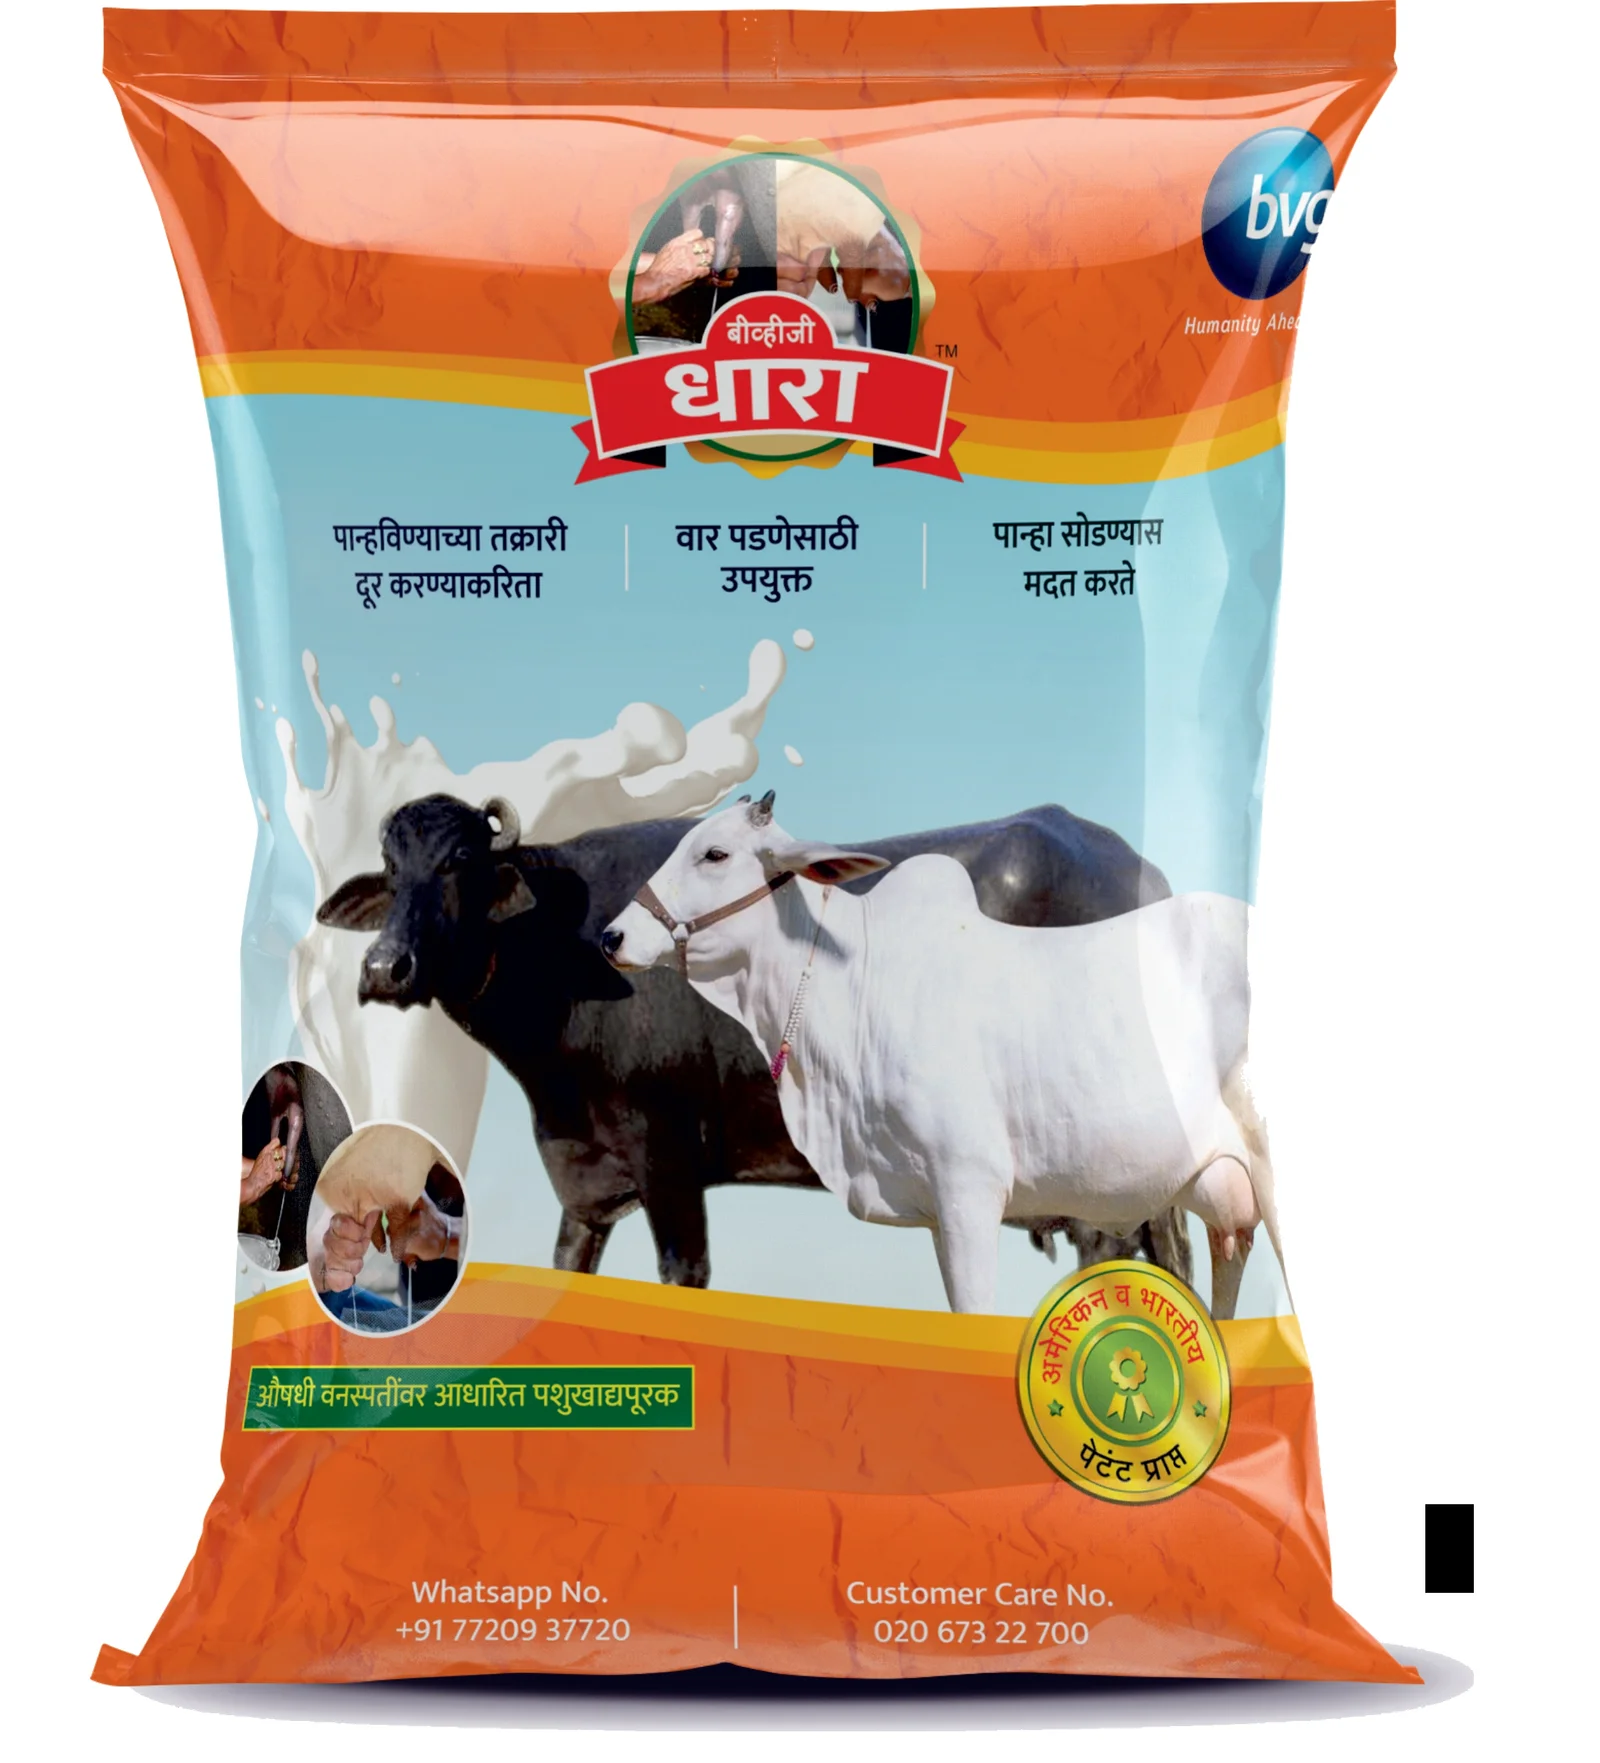 bvg
Humanity
बीव्हीजी
धारा
TM
पान्हविण्याच्या तक्रारी
दूर करण्याकरिता
वार पडणेसाठी
उपयुक्त
पान्हा सोडण्यास
मदत करते
औषधी वनस्पतींवर आधारित पशुखाद्यपूरक
अमेरिकन व भारतीय
पेटंट प्राप्त
Whatsapp No.
+91 77209 37720
Customer Care No.
020 673 22 700